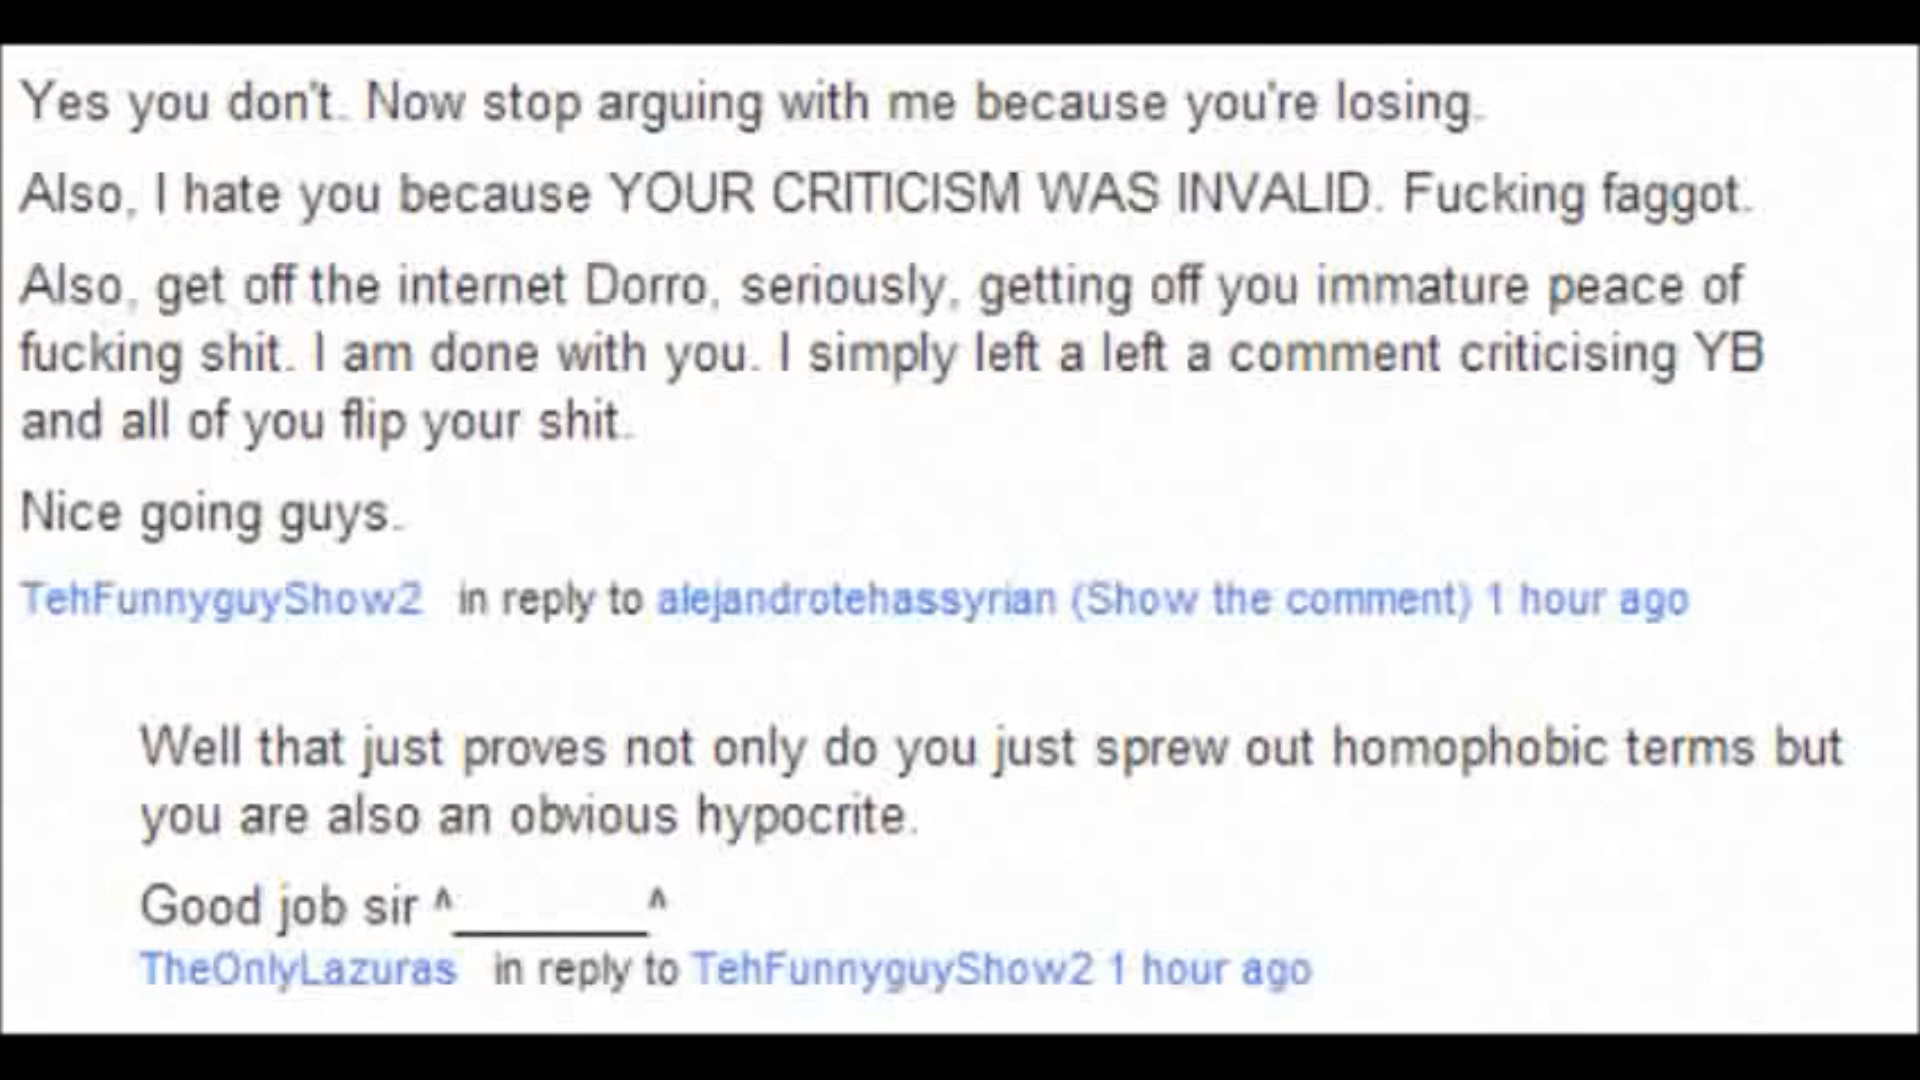 Yes you don't. Now stop arguing with me because you're losing.
Also, I hate you because YOUR CRITICISM WAS INVALID. Fucking faggot.
Also, get off the internet Dorro, seriously, getting off you immature peace of
fucking shit. I am done with you. I simply left a left a comment criticising YB
and all of you flip your shit.
Nice going guys.
TehFunnyguyShow2 in reply to alejandrotehassyrian (Show the comment) 1 hour ago
Well that just proves not only do you just sprew out homophobic terms but
you are also an obvious hypocrite.
Good job sir ^_______^
TheOnlyLazuras in reply to TehFunnyguyShow2 1 hour ago